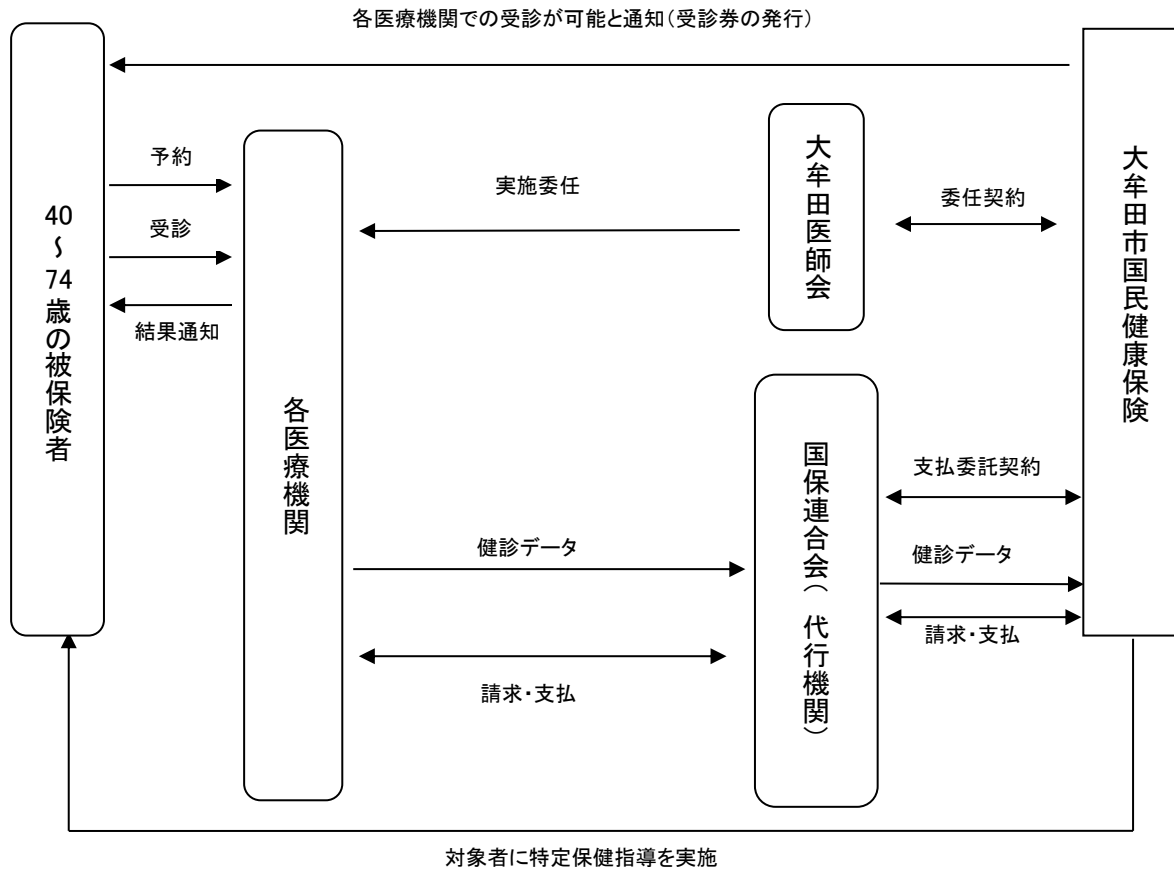 各医療機関での受診が可能と通知(受診券の発行)
40~74歳の被保険者
予約
受診
結果通知
各医療機関
実施委任
大牟田医師会
委任契約
大牟田市国民健康保険
国保連合会(代行機関)
支払委託契約
健診データ
健診データ
請求・支払
請求・支払
対象者に特定保健指導を実施